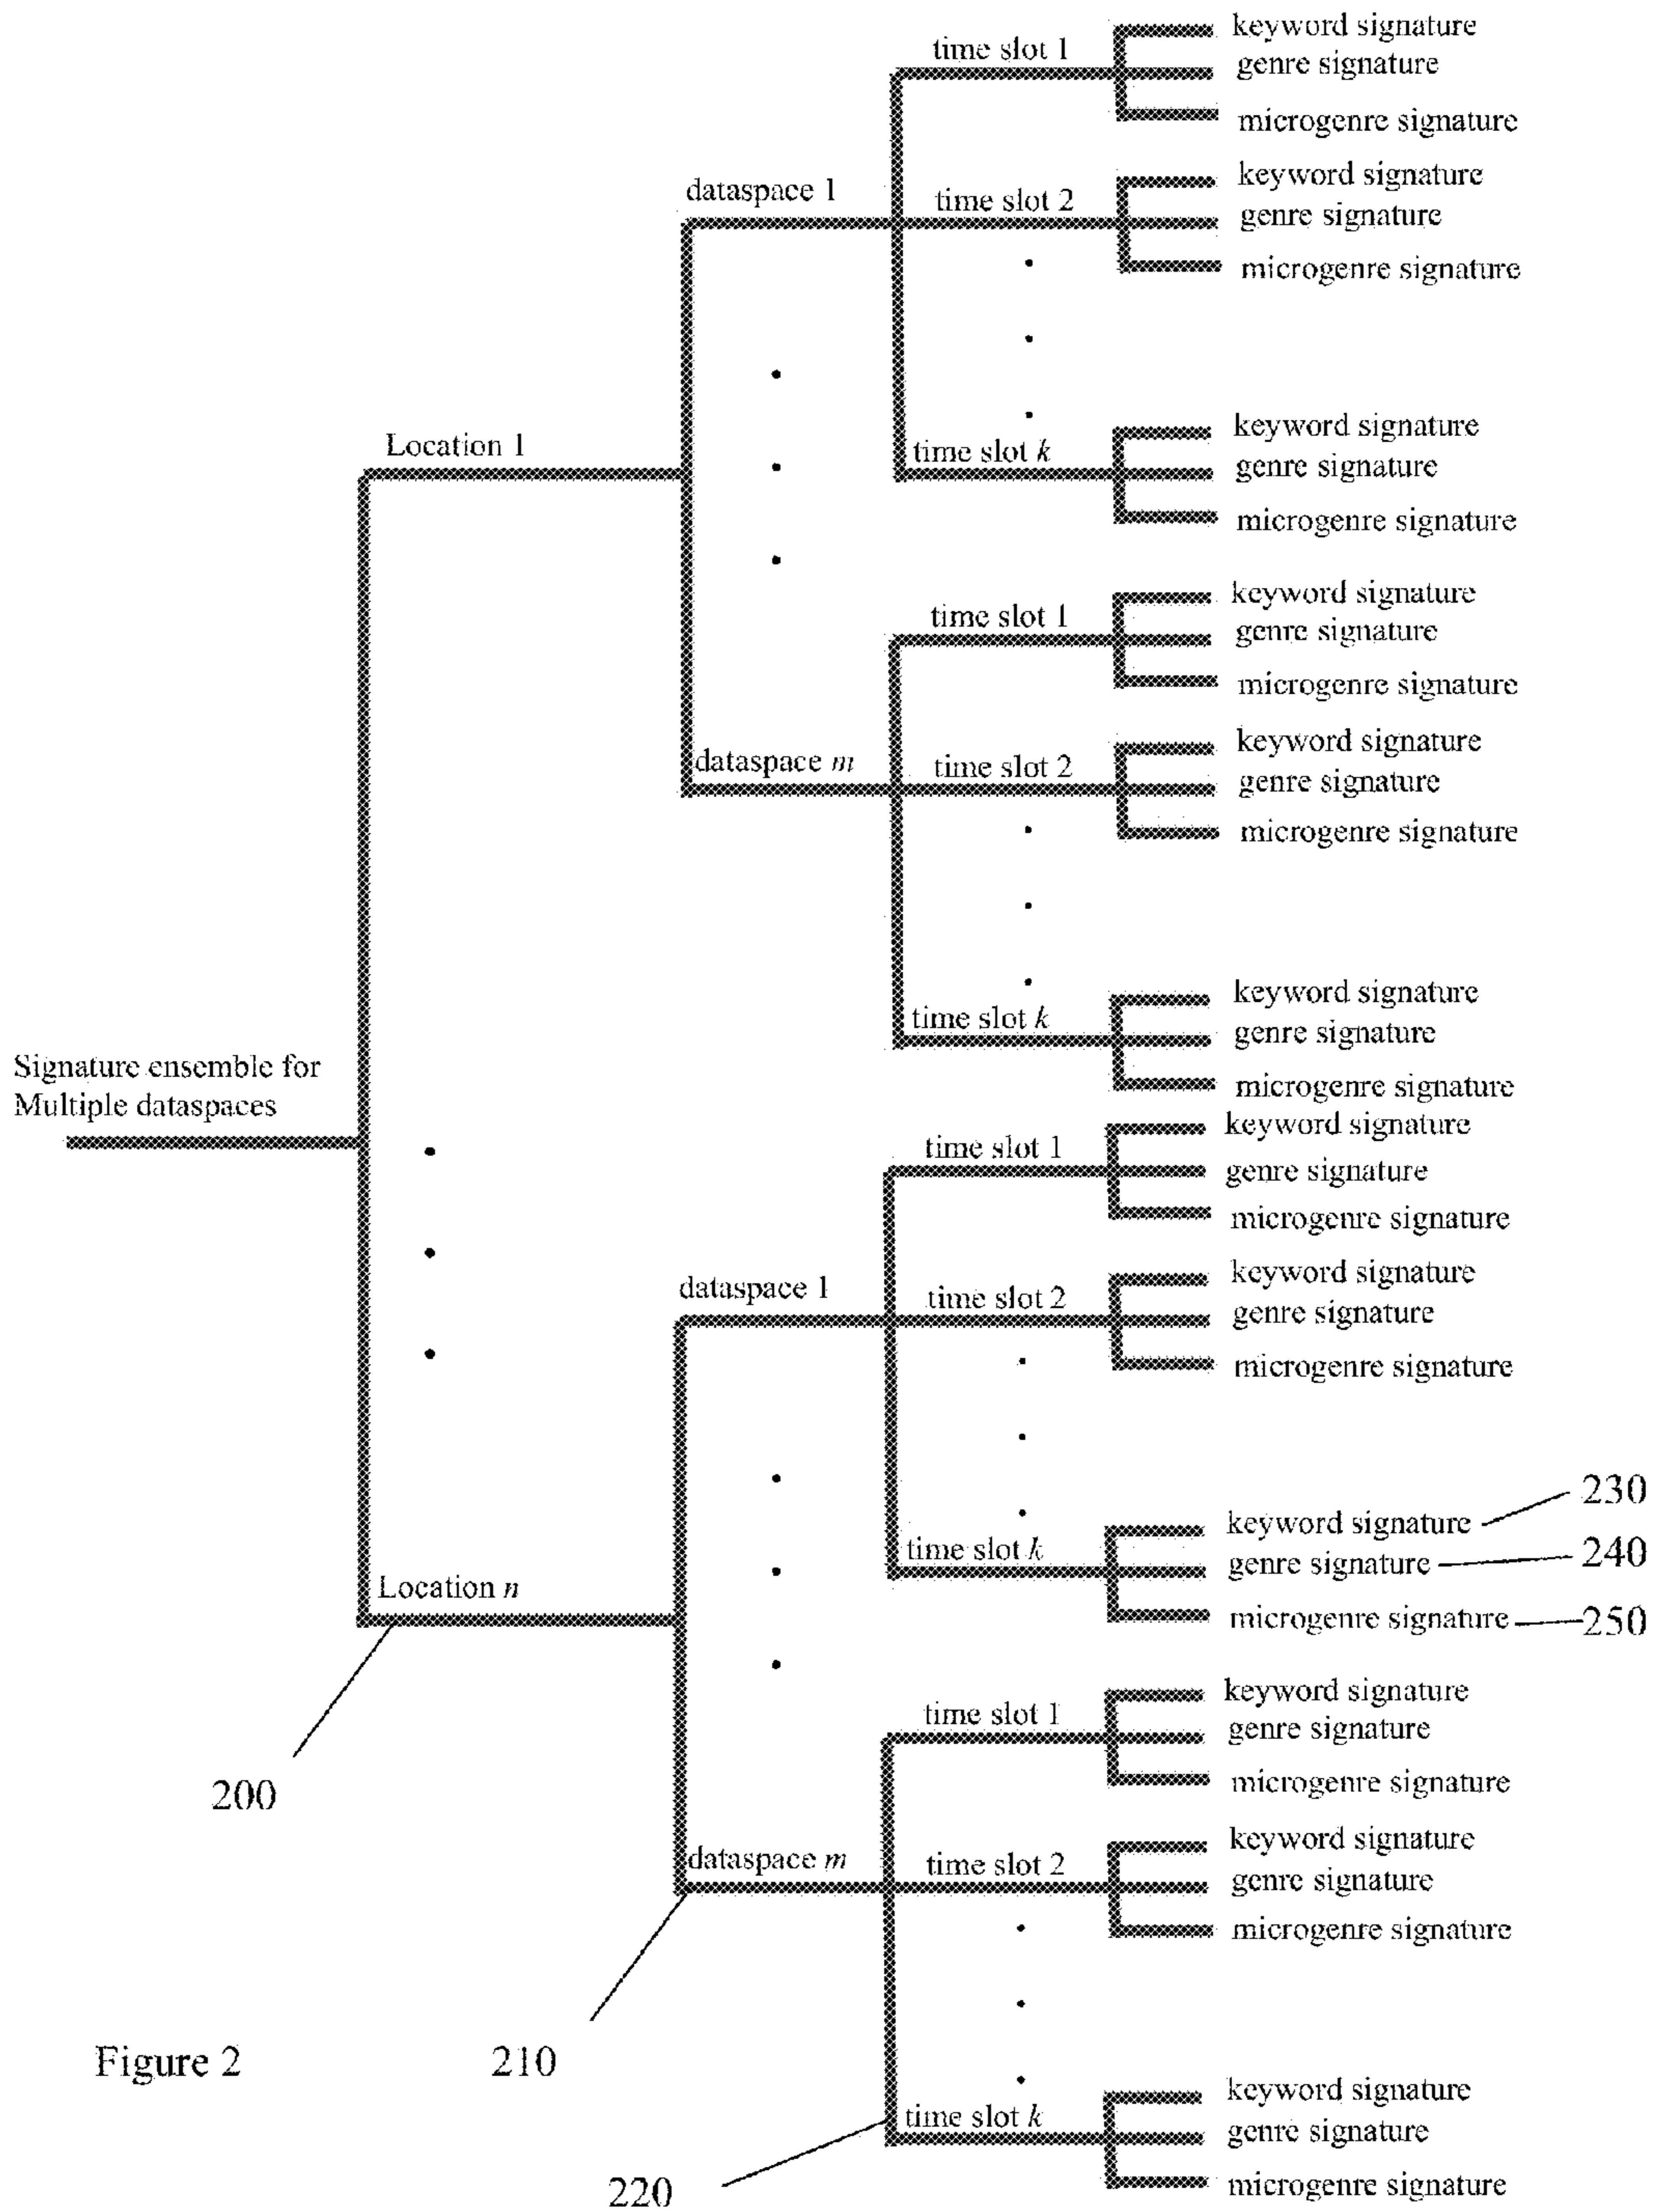 keyword signature
time slot 1
genre signature
microgenre signature
keyword signature
dataspace 1
time slot 2
genre signature
microgenre signature
keyword signature
Location 1
time slot k
genre signature
microgenre signature
keyword signature
time slot 1
genre signature
microgenre signature
keyword signature
dataspace m
time slot 2
genre signature
microgenre signature
keyword signature
time slot k
genre signature
Signature ensemble for
Multiple dataspaces
microgenre signature
keyword signature
time slot 1
genre signature
microgenre signature
keyword signature
dataspace 1
time slot 2
genre signature
microgenre signature
230
keyword signature
time slot k
genre signature
240
Location n
microgenre signature
250
keyword signature
time slot 1
genre signature
200
microgenre signature
keyword signature
dataspace m
time slot 2
genre signature
microgenre signature
Figure 2
210
keyword signature
time slot k
genre signature
220
microgenre signature